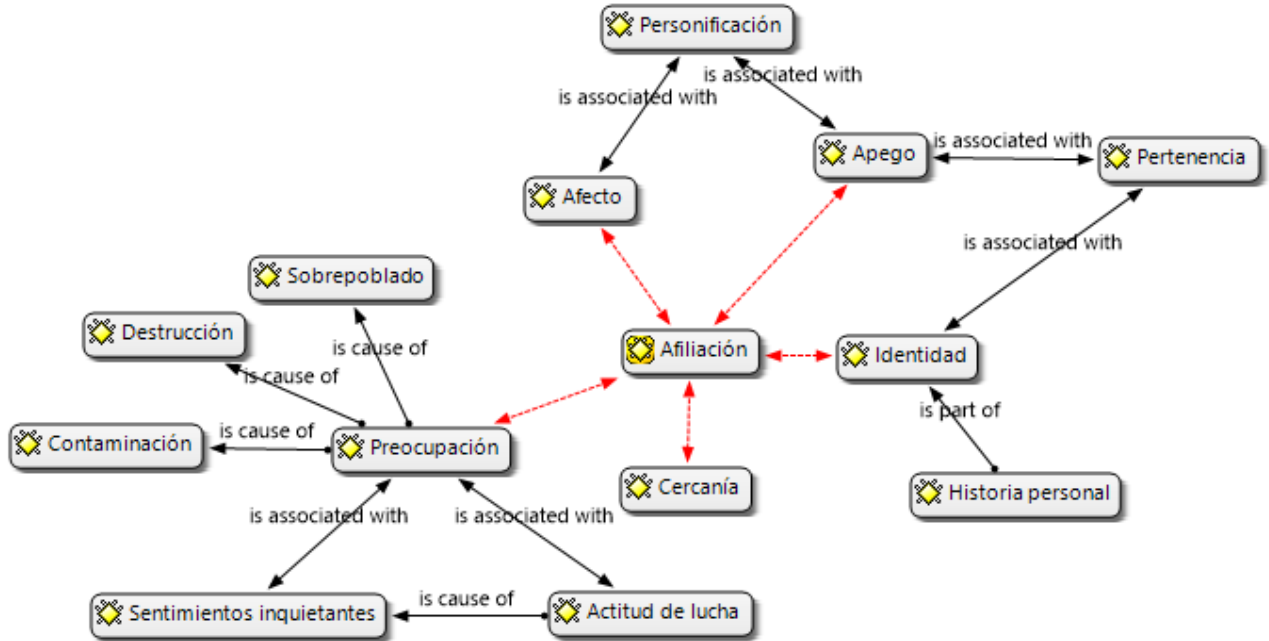 Personificación
is associated with
is associated with
Apego
is associated with
Pertenencia
Afecto
is associated with
Sobrepoblado
Destrucción
is cause of
Afiliación
Identidad
is cause of
is part of
Contaminación
is cause of
Preocupación
Cercanía
Historia personal
is associated with
is associated with
Sentimientos inquietantes
is cause of
Actitud de lucha